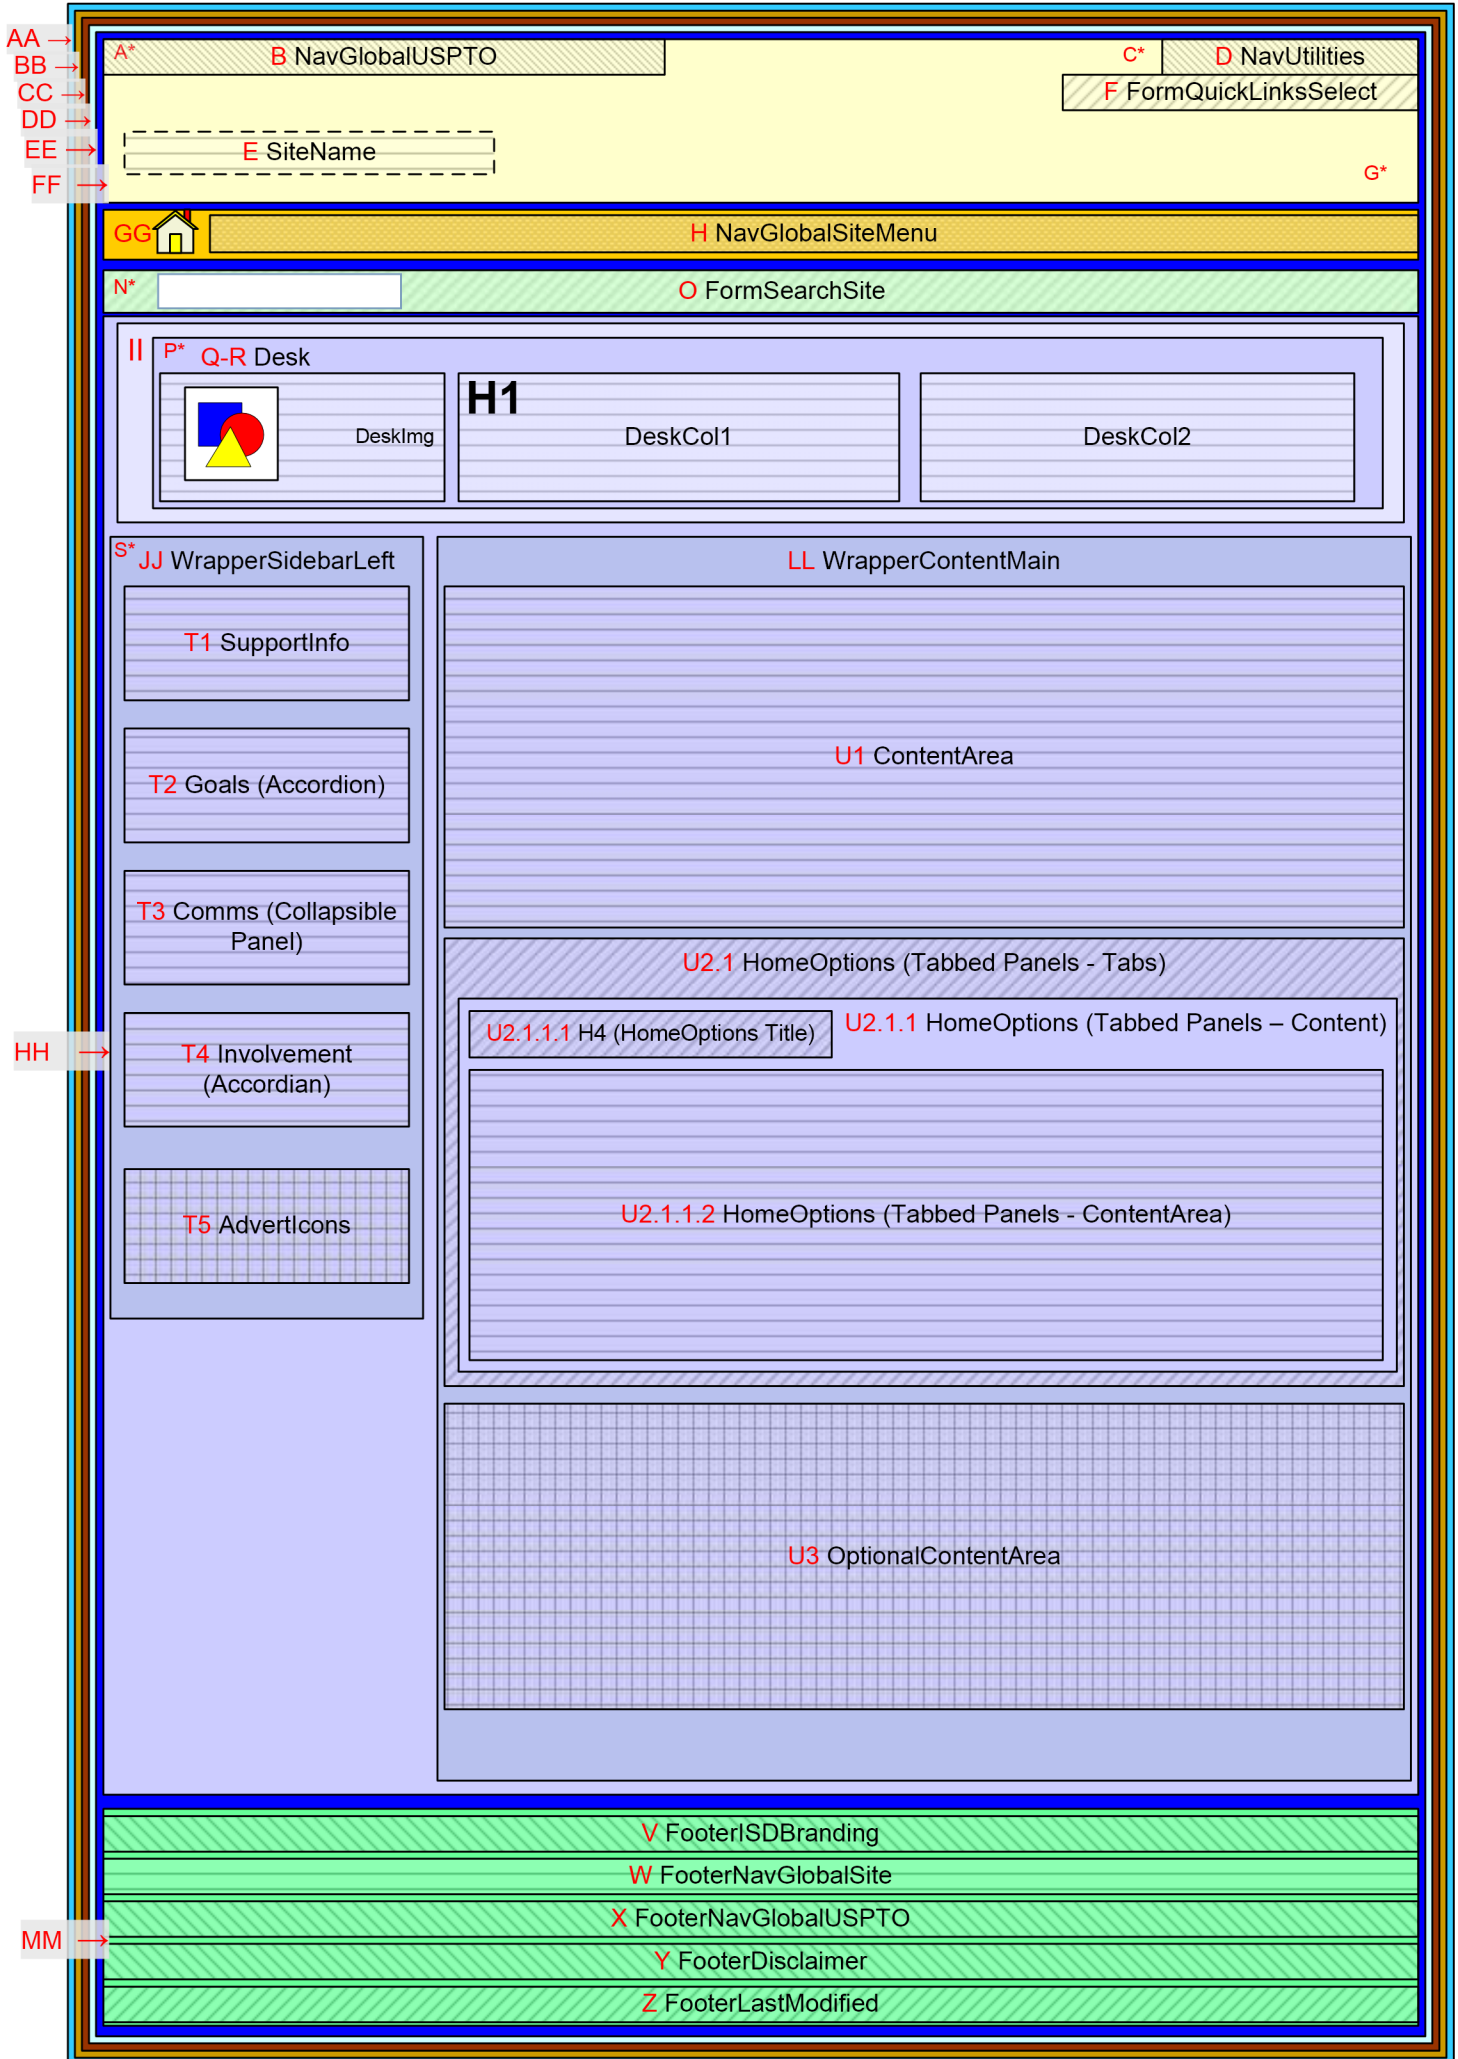 AA →
BB →
CC →
DD →
EE →
FF →
A*
B NavGlobalUSPTO
C*
D NavUtilities
F FormQuickLinksSelect
E SiteName
G*
GG
H NavGlobalSiteMenu
N*
O FormSearchSite
II
P*
Q-R Desk
DeskImg
H1
DeskCol1
DeskCol2
S*
JJ WrapperSidebarLeft
T1 SupportInfo
T2 Goals (Accordion)
T3 Comms (Collapsible
Panel)
HH →
T4 Involvement
(Accordian)
T5 AdvertIcons
LL WrapperContentMain
U1 ContentArea
U2.1 HomeOptions (Tabbed Panels - Tabs)
U2.1.1.1 H4 (HomeOptions Title)
U2.1.1 HomeOptions (Tabbed Panels – Content)
U2.1.1.2 HomeOptions (Tabbed Panels - ContentArea)
U3 OptionalContentArea
V FooterISDBranding
W FooterNavGlobalSite
X FooterNavGlobalUSPTO
MM →
Y FooterDisclaimer
Z FooterLastModified